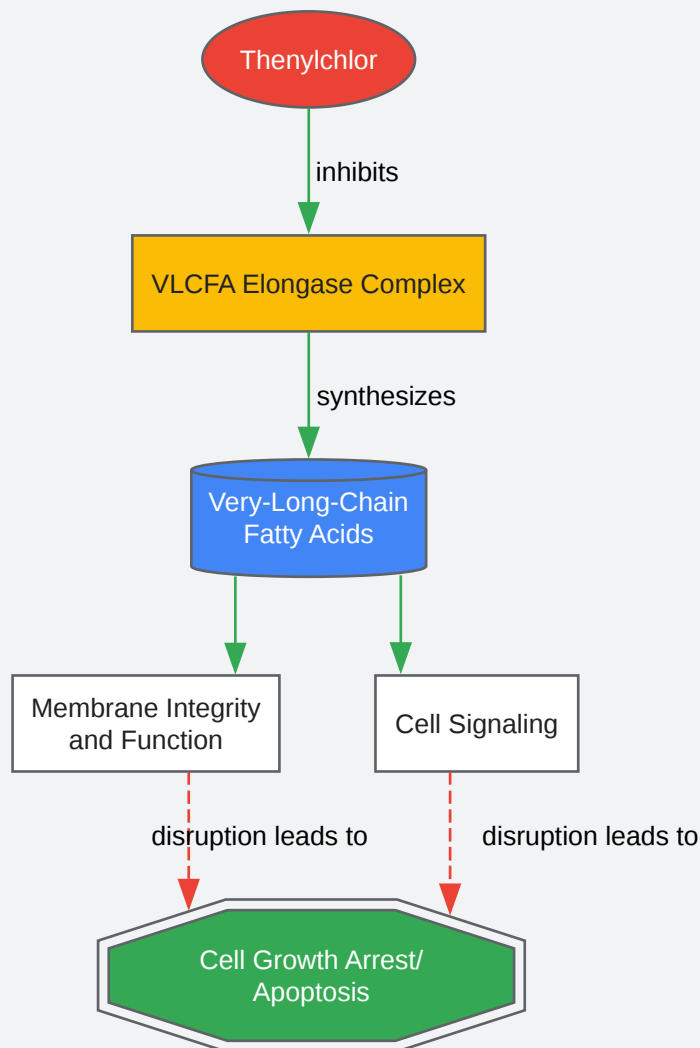 Thenylchlor
inhibits
VLCFA Elongase Complex
synthesizes
Very-Long-Chain
Fatty Acids
Membrane Integrity
and Function
Cell Signaling
disruption leads to
disruption leads to
Cell Growth Arrest/
Apoptosis